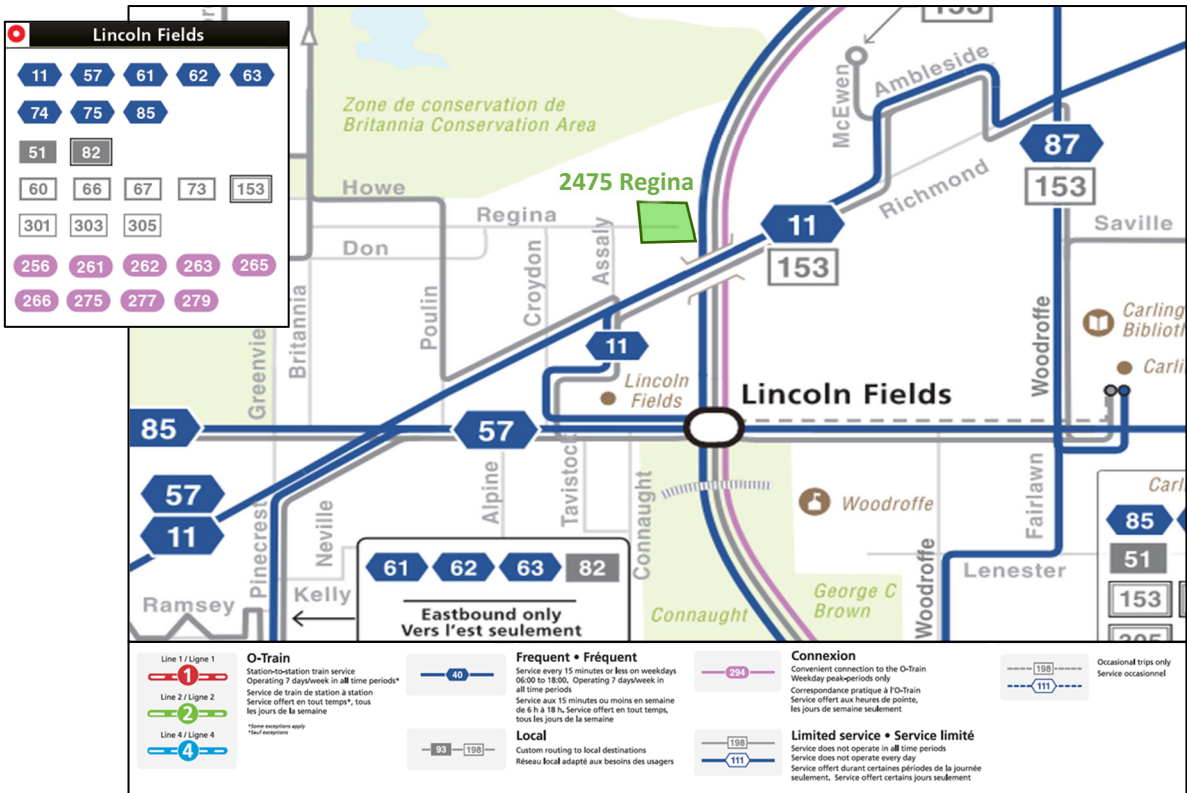 Lincoln Fields
11 57 61 62 63
74 75 85
51 82
60 66 67 73 153
301 303 305
256 261 262 263 265
266 275 277 279
153
McEwen
Ambleside
Zone de conservation de
Britannia Conservation Area
87
153
Richmond
Howe
2475 Regina
Regina
11
153
Saville
Don
Assaly
Croydon
Britannia
Greenvie
Poulin
Woodroffe
Carling
Biblioth
Carli
11
Lincoln
Fields
Lincoln Fields
85
57
Tavistock
Alpine
Connaught
57
11
Pinecrest
Neville
Woodroffe
Fairlawn
Carl
85
51
153
305
61 62 63 82
Eastbound only
Vers l'est seulement
Kelly
Ramsey
Connaught
George C
Brown
Woodroffe
Lenester
Line 1 / Ligne 1
1
Line 2 / Ligne 2
2
Line 4 / Ligne 4
4
O-Train
Station-to-station train service
Operating 7 days/week in all time periods*
Service de train de station à station
Service offert en tout temps*, tous
les jours de la semaine
*Some exceptions apply
*Sauf exceptions
40
Frequent • Fréquent
Service every 15 minutes or less on weekdays
06:00 to 18:00. Operating 7 days/week in
all time periods
Service aux 15 minutes ou moins en semaine
de 6 h à 18 h. Service offert en tout temps,
tous les jours de la semaine
93 198
Local
Custom routing to local destinations
Réseau local adapté aux besoins des usagers
294
Connexion
Convenient connection to the O-Train
Weekday peak-periods only
Correspondance pratique à l'O-Train
Service offert aux heures de pointe,
les jours de semaine seulement
198
111
Limited service • Service limité
Service does not operate in all time periods
Service does not operate every day
Service offert durant certaines périodes de la journée
seulement. Service offert certains jours seulement
198
111
Occasional trips only
Service occasionnel